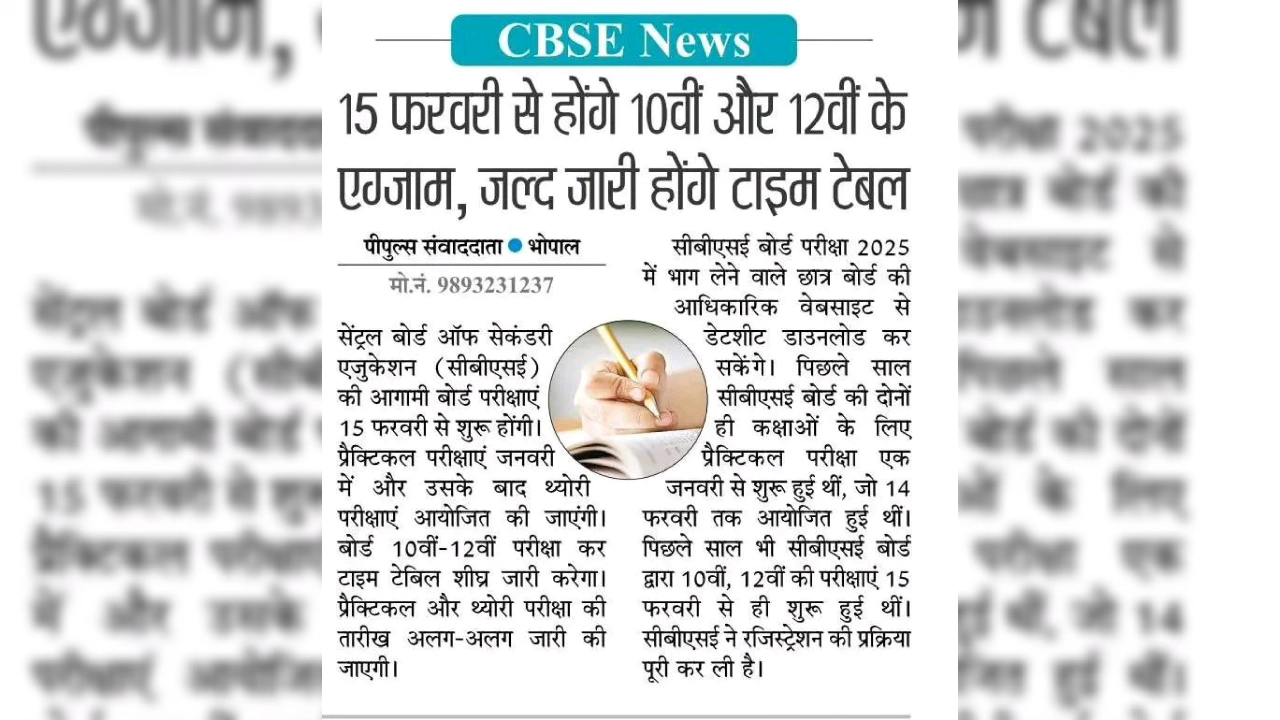 CBSE News
15 फरवरी से होंगे 10वीं और 12वीं के
एग्जाम, जल्द जारी होंगे टाइम टेबल
पीपुल्स संवाददाता ● भोपाल
मो.नं. 9893231237
सेंट्रल बोर्ड ऑफ सेकंडरी
एजुकेशन (सीबीएसई)
की आगामी बोर्ड परीक्षाएं
15 फरवरी से शुरू होंगी।
प्रैक्टिकल परीक्षाएं जनवरी
में और उसके बाद थ्योरी
परीक्षाएं आयोजित की जाएंगी।
बोर्ड 10वीं-12वीं परीक्षा कर
टाइम टेबिल शीघ्र जारी करेगा।
प्रैक्टिकल और थ्योरी परीक्षा की
तारीख अलग-अलग जारी की
जाएगी।
सीबीएसई बोर्ड परीक्षा 2025
में भाग लेने वाले छात्र बोर्ड की
आधिकारिक वेबसाइट से
डेटशीट डाउनलोड कर
सकेंगे। पिछले साल
सीबीएसई बोर्ड की दोनों
ही कक्षाओं के लिए
प्रैक्टिकल परीक्षा एक
जनवरी से शुरू हुई थीं, जो 14
फरवरी तक आयोजित हुई थीं।
पिछले साल भी सीबीएसई बोर्ड
द्वारा 10वीं, 12वीं की परीक्षाएं 15
फरवरी से ही शुरू हुई थीं।
सीबीएसई ने रजिस्ट्रेशन की प्रक्रिया
पूरी कर ली है।